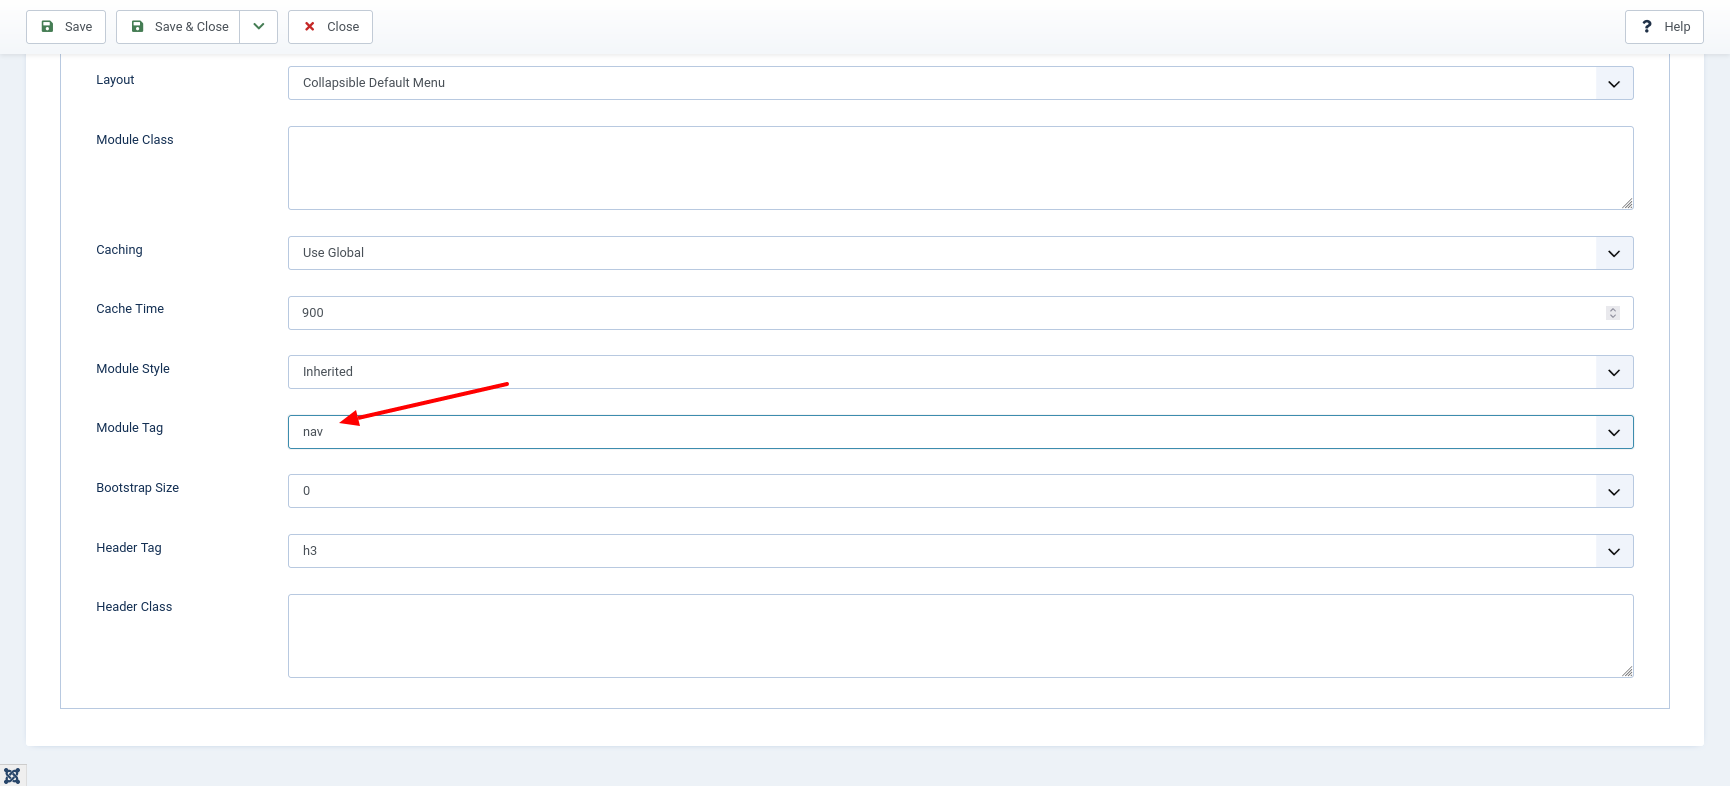 Save
Save & Close
Close
Help
Layout
Collapsible Default Menu
Module Class
Caching
Use Global
Cache Time
900
Module Style
Inherited
Module Tag
nav
Bootstrap Size
0
Header Tag
h3
Header Class